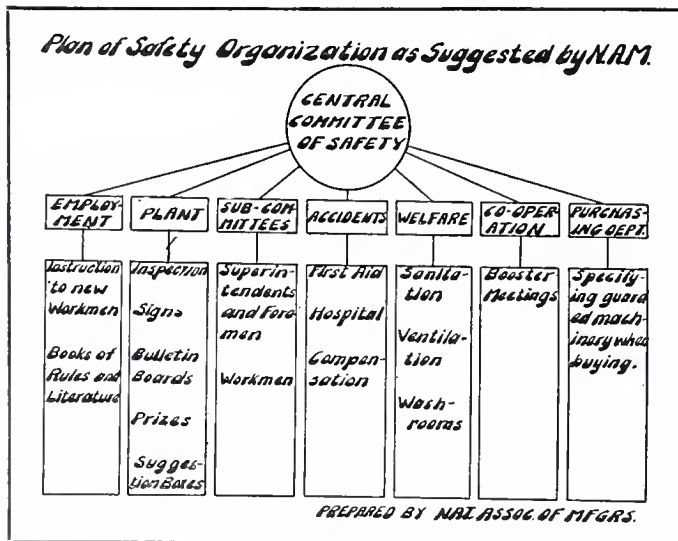 Plan of Safety Organization as Suggested by N.A.M.
CENTRAL
COMMITTEE
OF SAFETY
EMPLOY-
MENT
PLANT
SUB-COM-
MITTEES
ACCIDENTS
WELFARE
CO-OPER-
ATION
PURCHAS-
ING DEPT.
Instruction
to new
Workmen
Books of
Rules and
Literature
Inspection
Signs
Bulletin
Boards
Prizes
Sugges-
tion Boxes
Superin-
tendents
and Fore-
men
Workmen
First Aid
Hospital
Compen-
sation
Sanita-
tion
Ventila-
tion
Wash-
rooms
Booster
Meetings
Specify-
ing guard
ed mach-
inery when
buying.
PREPARED BY NAT. ASSOC. OF MFGRS.